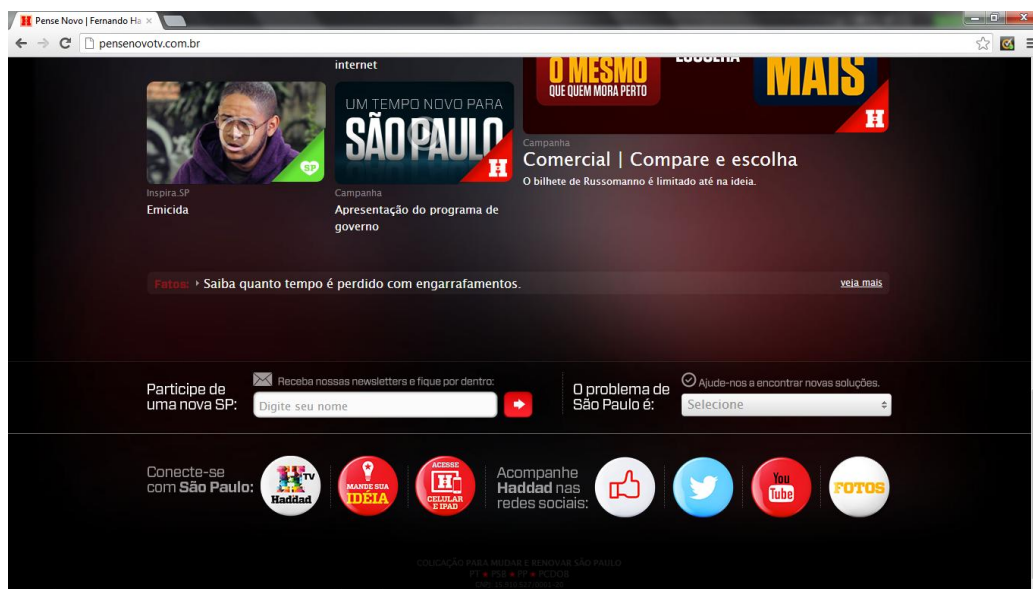 Pense Novo | Fernando Ha
pensenovotv.com.br
internet
UM TEMPO NOVO PARA
SÃO PAULO
H
SP
Inspira.SP
Emicida
Campanha
Apresentação do programa de
governo
O MESMO
QUE QUEM MORA PERTO
ESCOLHA
MAIS
H
Campanha
Comercial | Compare e escolha
O bilhete de Russomanno é limitado até na ideia.
Fatos: Saiba quanto tempo é perdido com engarrafamentos.
veja mais
Participe de
uma nova SP:
Receba nossas newsletters e fique por dentro:
Digite seu nome
O problema de
São Paulo é:
Ajude-nos a encontrar novas soluções.
Selecione
Conecte-se
com São Paulo:
H TV
Haddad
MANDE SUA
IDÉIA
ACESSE
H
CELULAR
E IPAD
Acompanhe
Haddad nas
redes sociais:
You
Tube
FOTOS
COLIGAÇÃO PARA MUDAR E RENOVAR SÃO PAULO
PT ★ PSB ★ PP ★ PCDOB